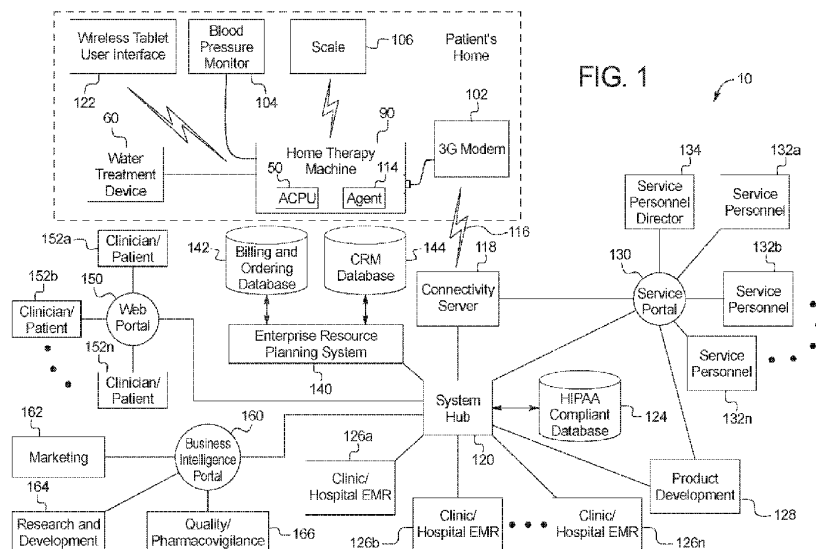 Wireless Tablet
User Interface
122
Blood
Pressure
Monitor
104
Scale
106
Patient's
Home
FIG. 1
10
102
3G Modem
60
Water
Treatment
Device
90
Home Therapy
Machine
50
ACPU
114
Agent
116
134
Service
Personnel
Director
132a
Service
Personnel
152a
Clinician/
Patient
142
Billing and
Ordering
Database
CRM
Database
144
118
Connectivity
Server
130
Service
Portal
132b
Service
Personnel
152b
Clinician/
Patient
150
Web
Portal
152n
Clinician/
Patient
Enterprise Resource
Planning System
140
Service
Personnel
132n
System
Hub
120
HIPAA
Compliant
Database
124
162
Marketing
160
Business
Intelligence
Portal
126a
Clinic/
Hospital EMR
Product
Development
128
164
Research and
Development
Quality/
Pharmacovigilance
166
Clinic/
Hospital EMR
126b
Clinic/
Hospital EMR
126n